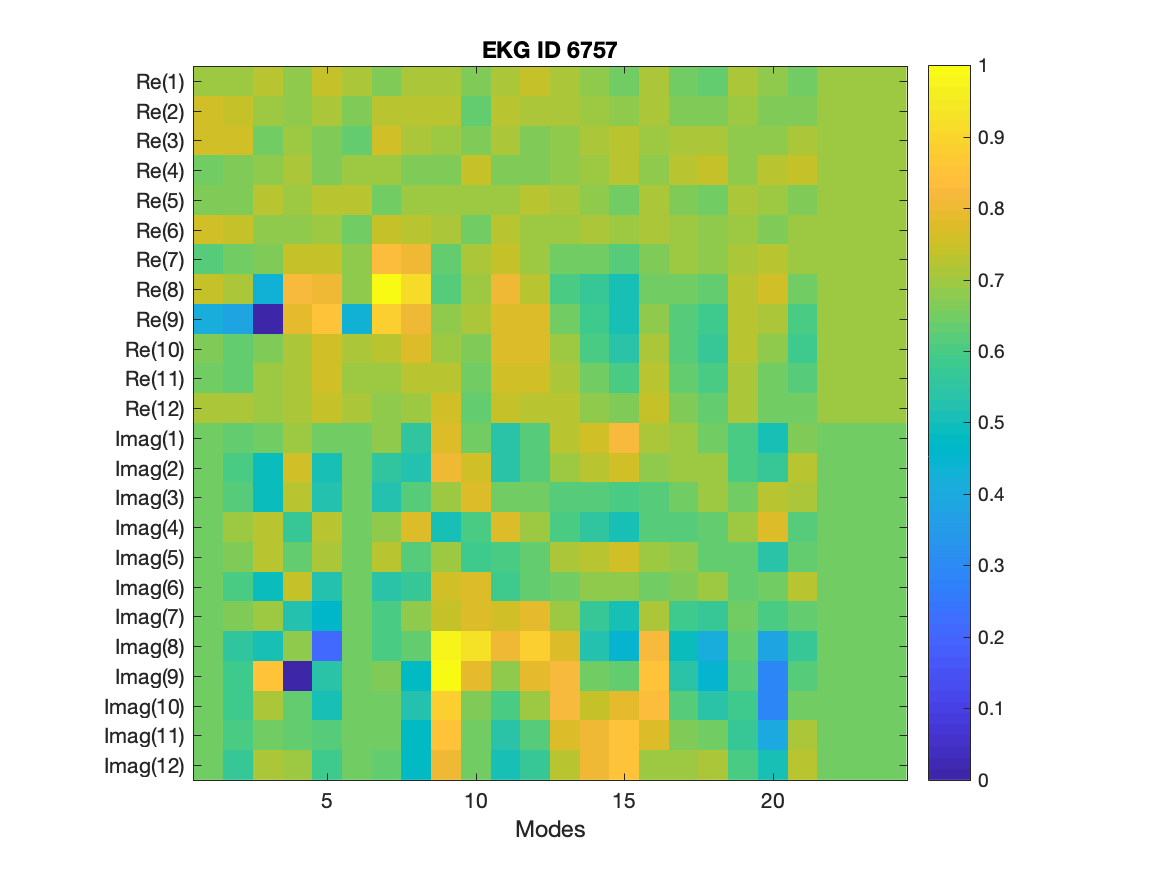 EKG ID 6757
Re(1)
Re(2)
Re(3)
Re(4)
Re(5)
Re(6)
Re(7)
Re(8)
Re(9)
Re(10)
Re(11)
Re(12)
Imag(1)
Imag(2)
Imag(3)
Imag(4)
Imag(5)
Imag(6)
Imag(7)
Imag(8)
Imag(9)
Imag(10)
Imag(11)
Imag(12)
5 10 15 20
Modes
1
0.9
0.8
0.7
0.6
0.5
0.4
0.3
0.2
0.1
0